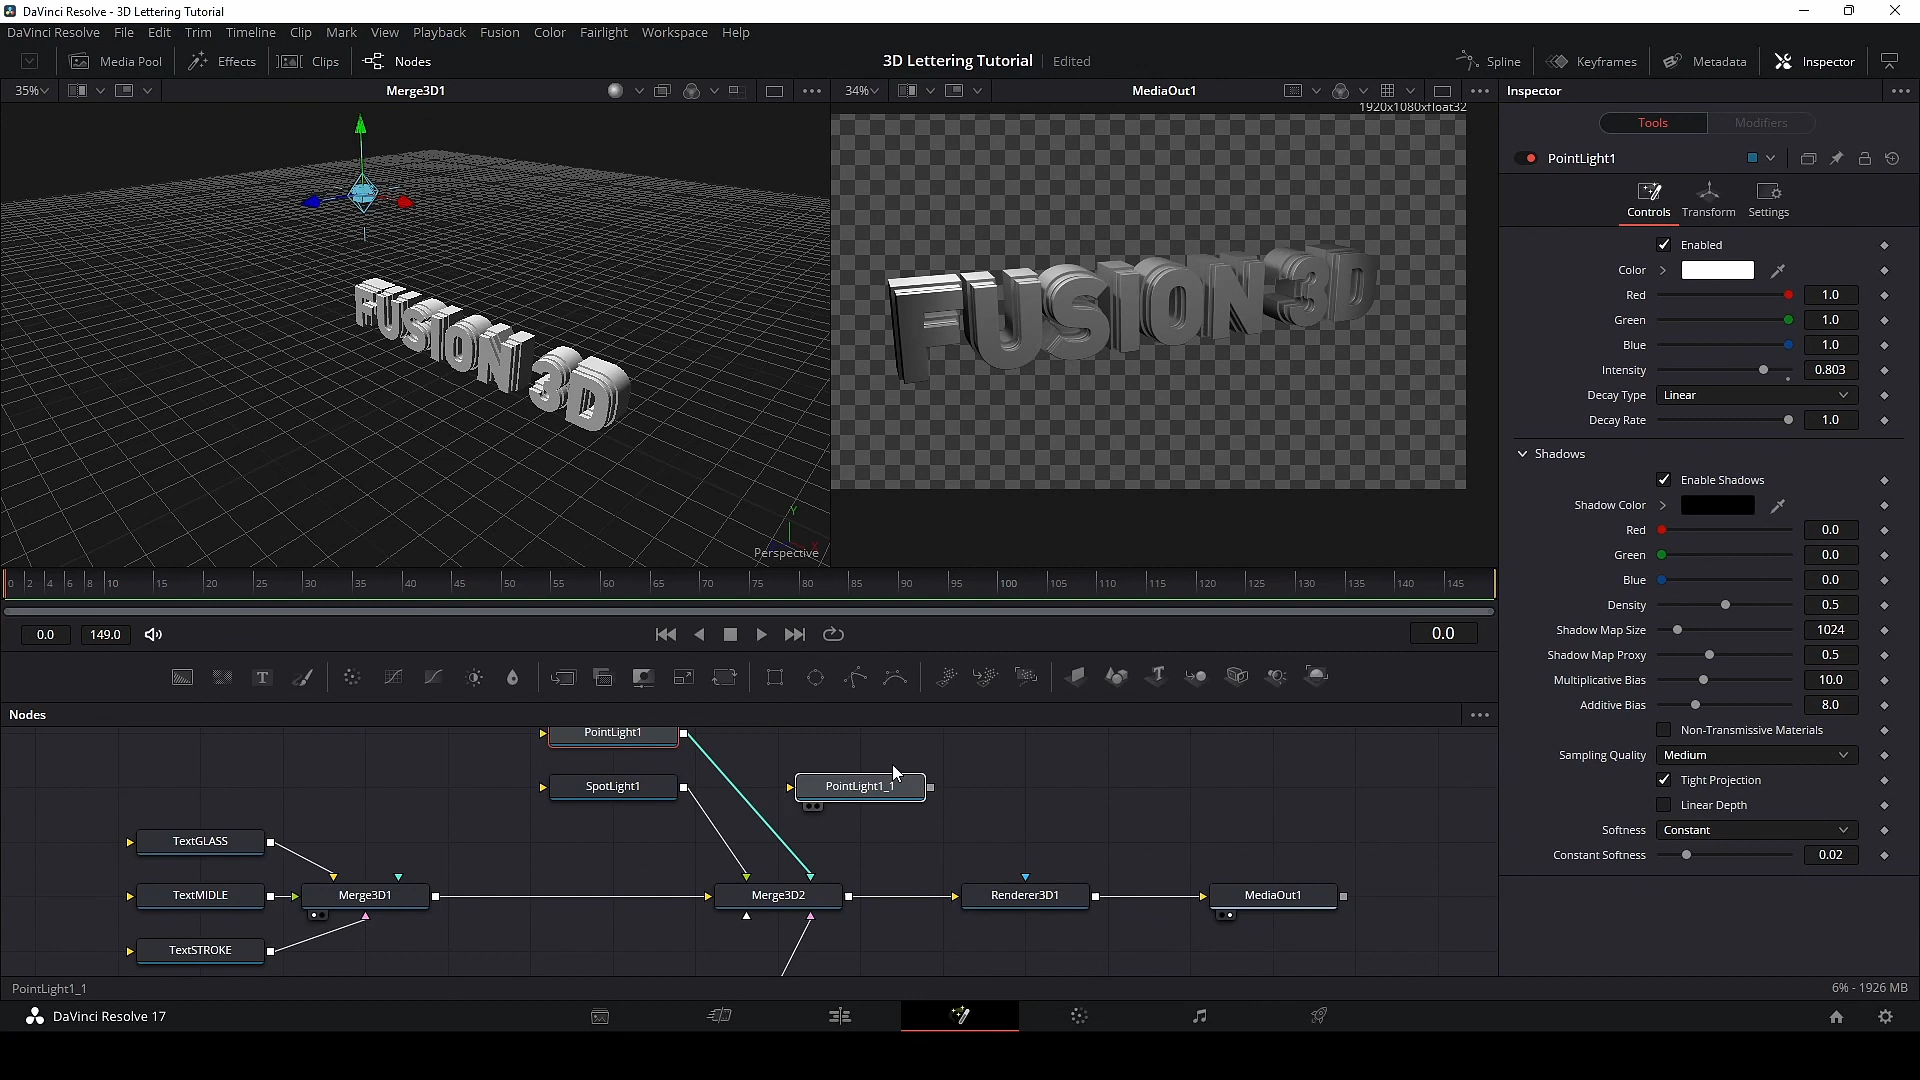 DaVinci Resolve - 3D Lettering Tutorial
DaVinci Resolve File Edit Trim Timeline Clip Mark View Playback Fusion Color Fairlight Workspace Help
Media Pool Effects Clips Nodes 3D Lettering Tutorial Edited Spline Keyframes Metadata Inspector
35% Merge3D1 34% MediaOut1 Inspector
1920x1080xfloat32
Tools Modifiers
PointLight1
Controls Transform Settings
Enabled
Color
Red 1.0
Green 1.0
Blue 1.0
Intensity 0.803
Decay Type Linear
Decay Rate 1.0
Shadows
Enable Shadows
Shadow Color
Red 0.0
Green 0.0
Blue 0.0
Density 0.5
Shadow Map Size 1024
Shadow Map Proxy 0.5
Multiplicative Bias 10.0
Additive Bias 8.0
Non-Transmissive Materials
Sampling Quality Medium
Tight Projection
Linear Depth
Softness Constant
Constant Softness 0.02
FUSION 3D
FUSION 3D
Y
X
Perspective
0 2 4 6 8 10 15 20 25 30 35 40 45 50 55 60 65 70 75 80 85 90 95 100 105 110 115 120 125 130 135 140 145
0.0 149.0 0.0
Nodes
PointLight1
SpotLight1 PointLight1_1
TextGLASS
TextMIDLE Merge3D1 Merge3D2 Renderer3D1 MediaOut1
TextSTROKE
PointLight1_1 6% - 1926 MB
DaVinci Resolve 17